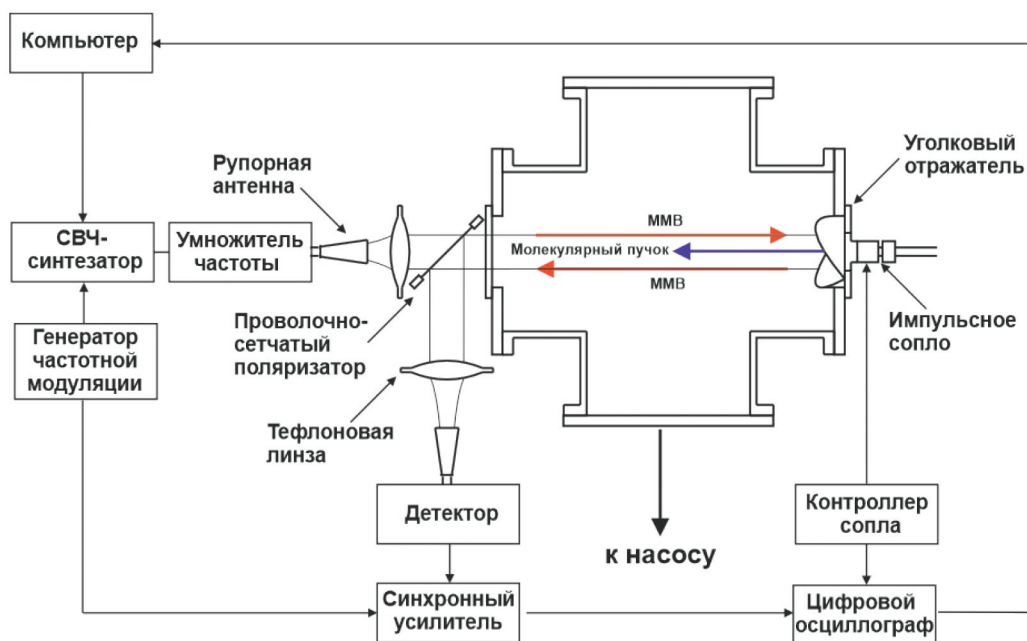 Компьютер
Рупорная
антенна
СВЧ-
синтезатор
Умножитель
частоты
Генератор
частотной
модуляции
Проволочно-
сетчатый
поляризатор
Тефлоновая
линза
Детектор
Синхронный
усилитель
ММВ
Молекулярный пучок
ММВ
Уголковый
отражатель
Импульсное
сопло
к насосу
Контроллер
сопла
Цифровой
осциллограф